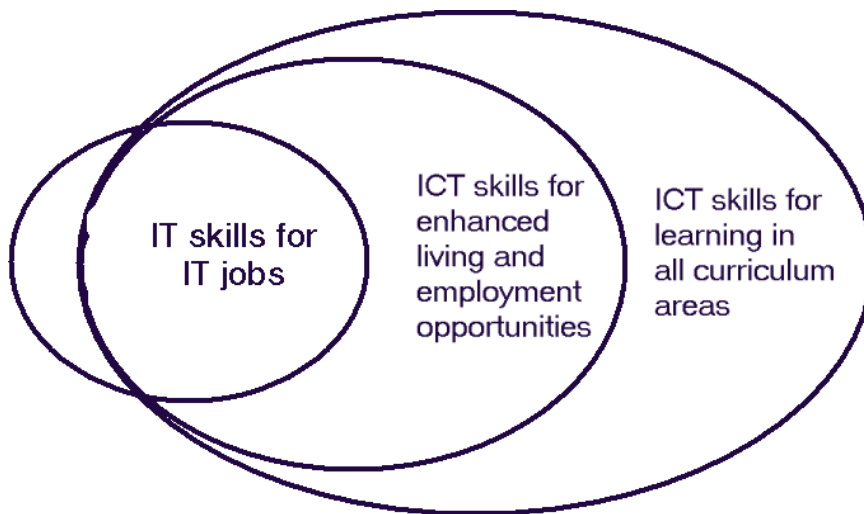 IT skills for
IT jobs
ICT skills for
enhanced
living and
employment
opportunities
ICT skills for
learning in
all curriculum
areas